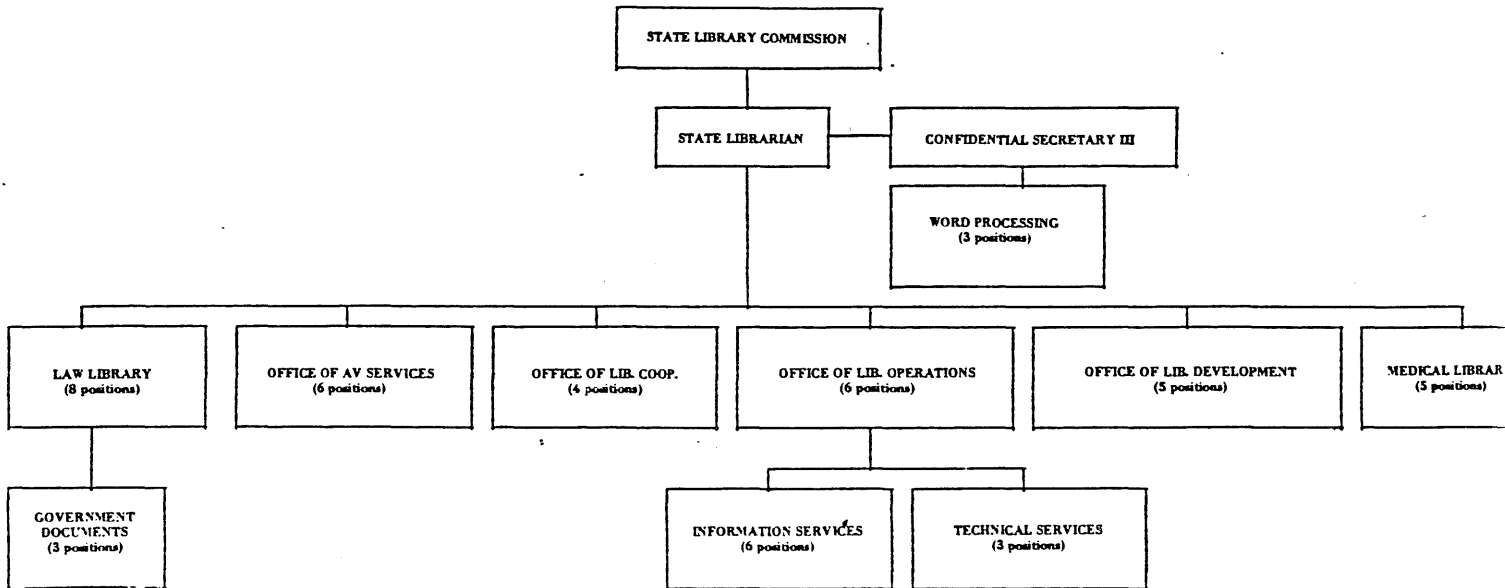 STATE LIBRARY COMMISSION
STATE LIBRARIAN
CONFIDENTIAL SECRETARY III
WORD PROCESSING
(3 positions)
LAW LIBRARY
(8 positions)
OFFICE OF AV SERVICES
(6 positions)
OFFICE OF LIB. COOP.
(4 positions)
OFFICE OF LIB. OPERATIONS
(6 positions)
OFFICE OF LIB. DEVELOPMENT
(5 positions)
MEDICAL LIBRAR
(5 positions)
GOVERNMENT
DOCUMENTS
(3 positions)
INFORMATION SERVICES
(6 positions)
TECHNICAL SERVICES
(3 positions)